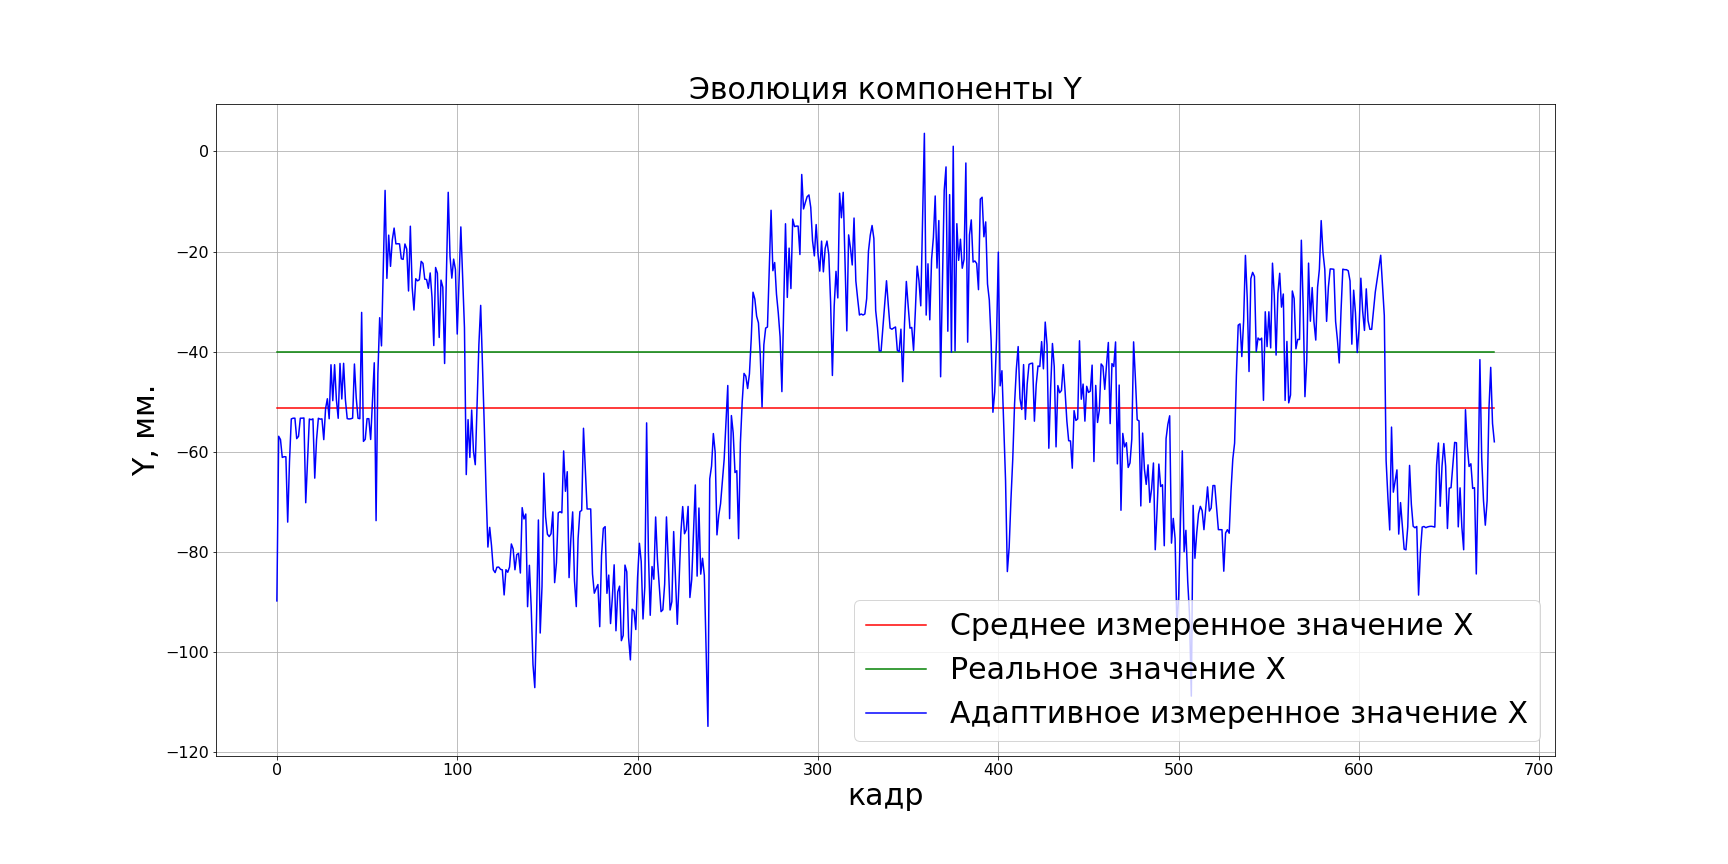 Эволюция компоненты Y
Y, мм.
0
−20
−40
−60
−80
−100
−120
Среднее измеренное значение X
Реальное значение X
Адаптивное измеренное значение X
0 100 200 300 400 500 600 700
кадр